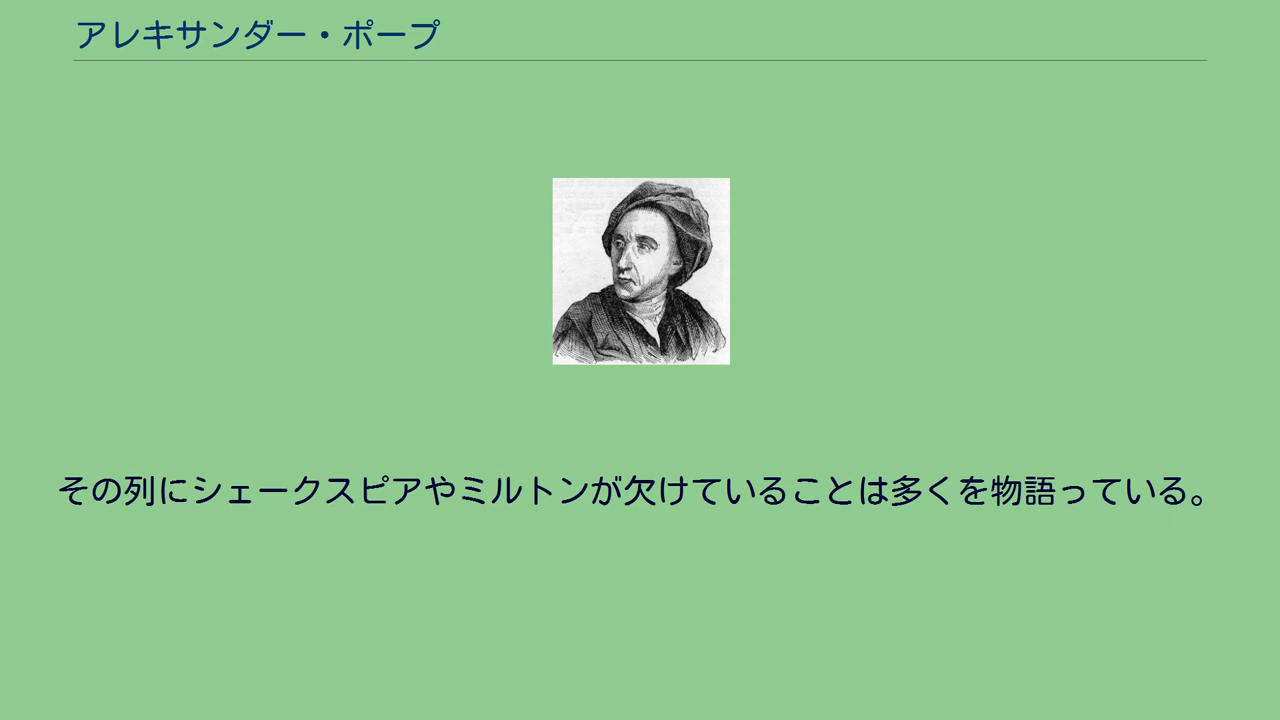 アレキサンダー・ポープ
その列にシェークスピアやミルトンが欠けていることは多くを物語っている。